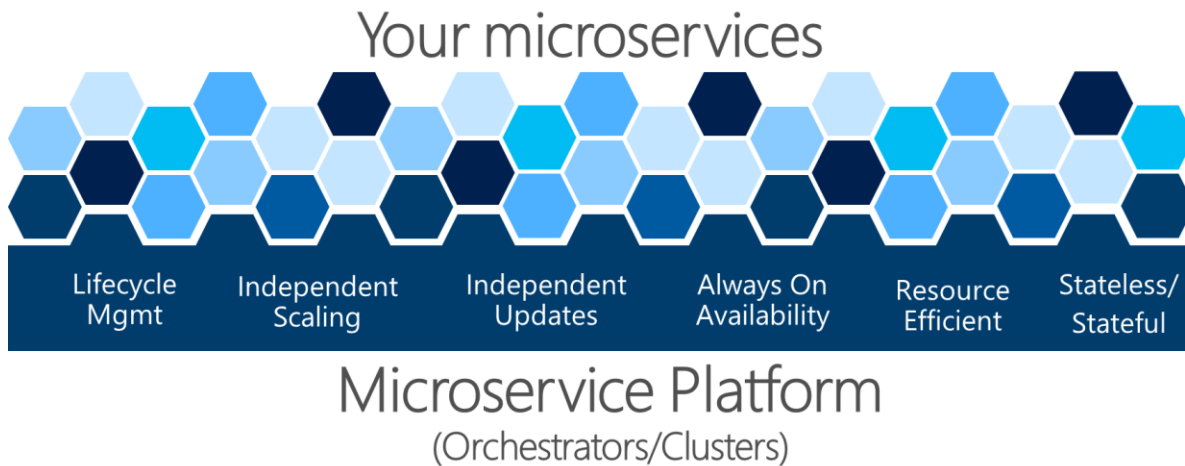 Your microservices
Lifecycle
Mgmt
Independent
Scaling
Independent
Updates
Always On
Availability
Resource
Efficient
Stateless/
Stateful
Microservice Platform
(Orchestrators/Clusters)